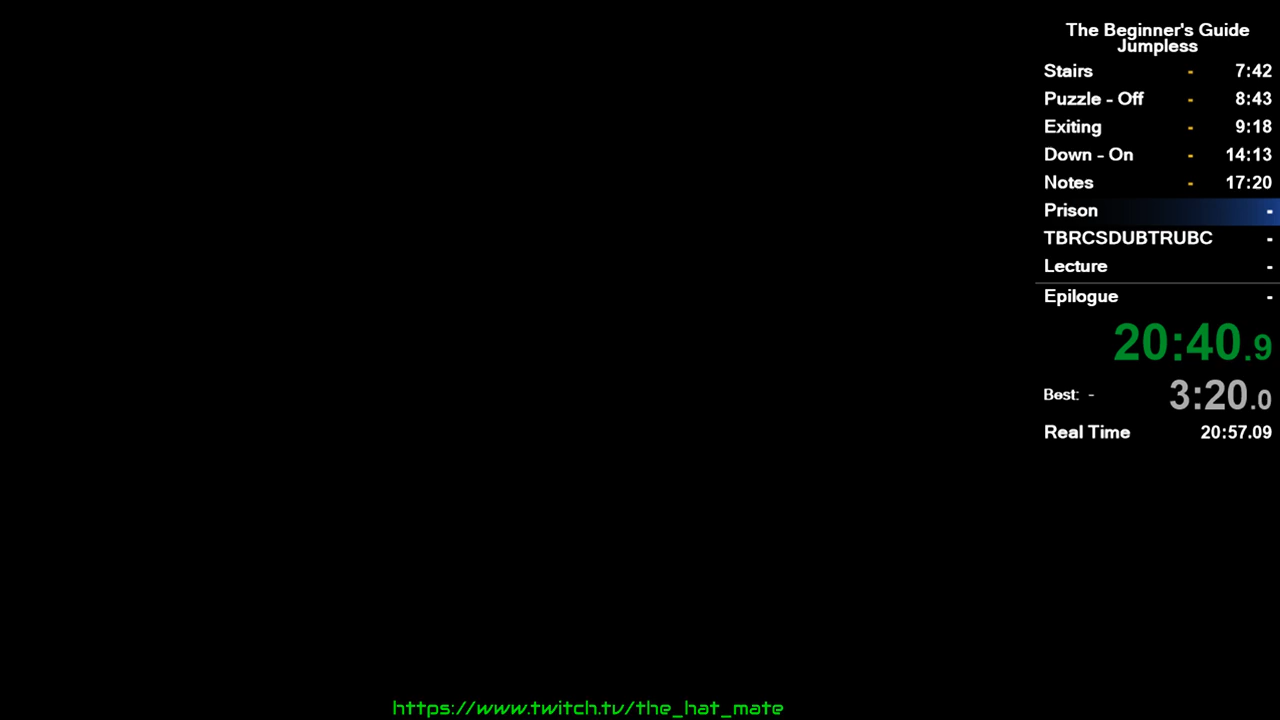 The Beginner's Guide
Jumpless
Stairs - 7:42
Puzzle - Off - 8:43
Exiting - 9:18
Down - On - 14:13
Notes - 17:20
Prison -
TBRCSDUBTRUBC -
Lecture -
Epilogue -
20:40.9
Best: - 3:20.0
Real Time 20:57.09
https://www.twitch.tv/the_hat_mate